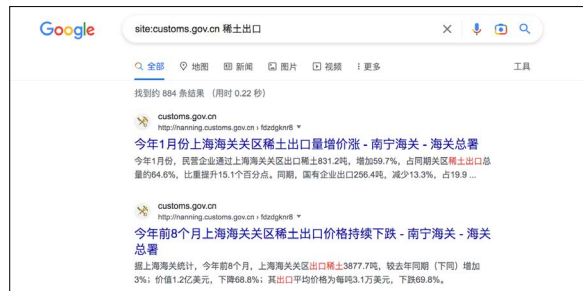 Google
site:customs.gov.cn 稀土出口
全部 地图 新闻 图片 视频 更多 工具
找到约 884 条结果 （用时 0.22 秒）
customs.gov.cn
http://nanning.customs.gov.cn › fdzdgknr8
今年1月份上海海关关区稀土出口量增价涨 - 南宁海关 - 海关总署
今年1月份，民营企业通过上海海关关区出口稀土831.2吨，增加59.7%，占同期关区稀土出口总
量的64.6%，比重提升15.1个百分点。同期，国有企业出口256.4吨，减少13.3%，占19.9 ...
customs.gov.cn
http://nanning.customs.gov.cn › fdzdgknr8
今年前8个月上海海关关区稀土出口价格持续下跌 - 南宁海关 - 海关
总署
据上海海关统计，今年前8个月，上海海关关区出口稀土3877.7吨，较去年同期（下同）增加
3%；价值1.2亿美元，下降68.8%；其出口平均价格为每吨3.1万美元，下跌69.8%。